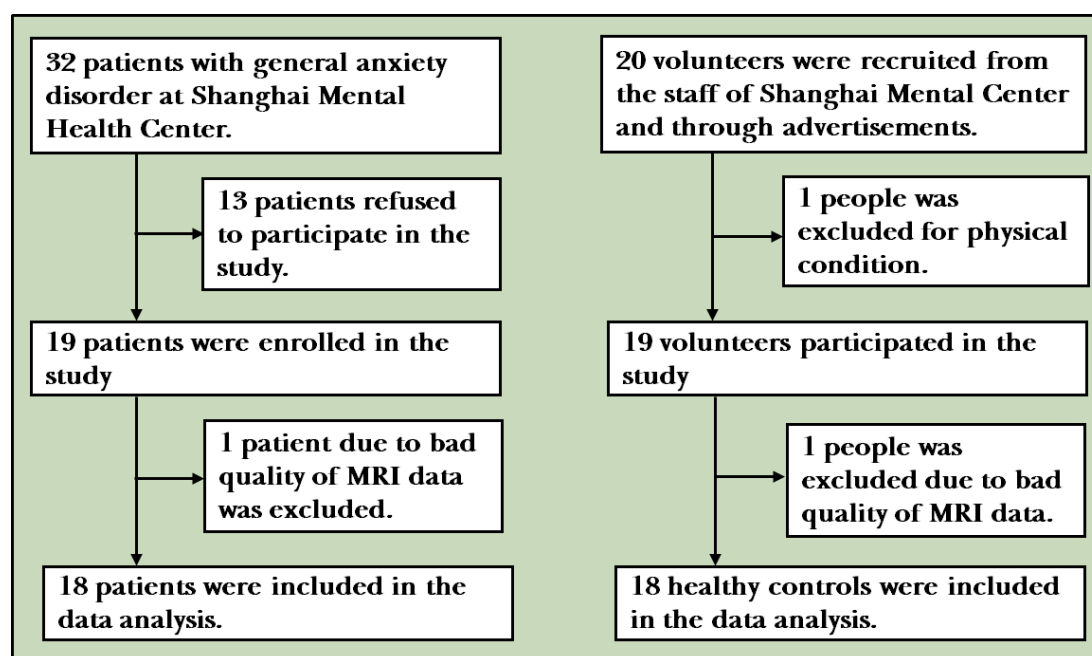 32 patients with general anxiety
disorder at Shanghai Mental
Health Center.
13 patients refused
to participate in the
study.
19 patients were enrolled in the
study
1 patient due to bad
quality of MRI data
was excluded.
18 patients were included in the
data analysis.
20 volunteers were recruited from
the staff of Shanghai Mental Center
and through advertisements.
1 people was
excluded for physical
condition.
19 volunteers participated in the
study
1 people was
excluded due to bad
quality of MRI data.
18 healthy controls were included
in the data analysis.